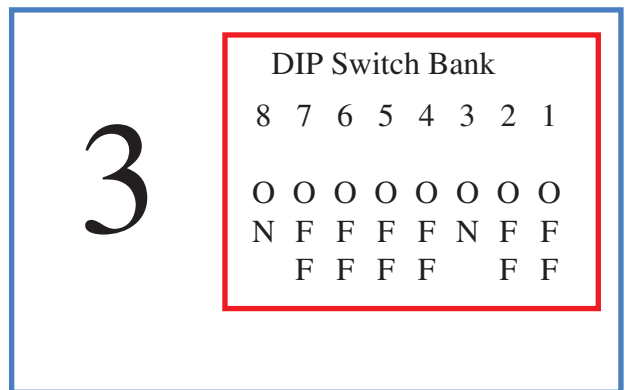 3
DIP Switch Bank
8 7 6 5 4 3 2 1
O O O O O O O O
N F F F F N F F
F F F F F F